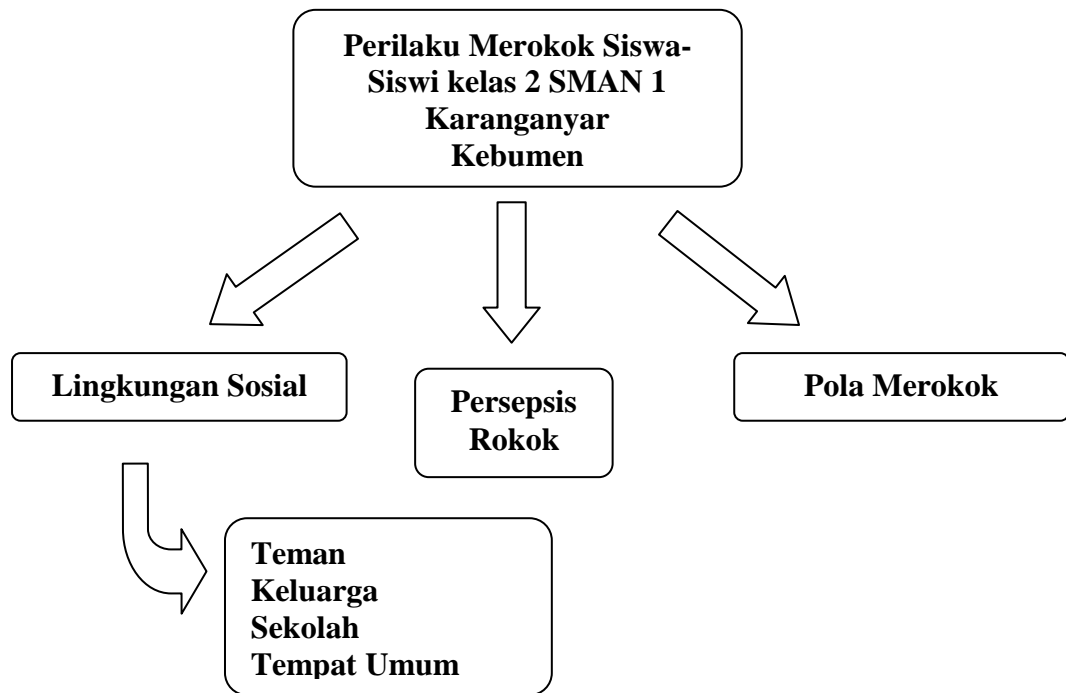 Perilaku Merokok Siswa-
Siswi kelas 2 SMAN 1
Karanganyar
Kebumen
Lingkungan Sosial
Persepsis
Rokok
Pola Merokok
Teman
Keluarga
Sekolah
Tempat Umum